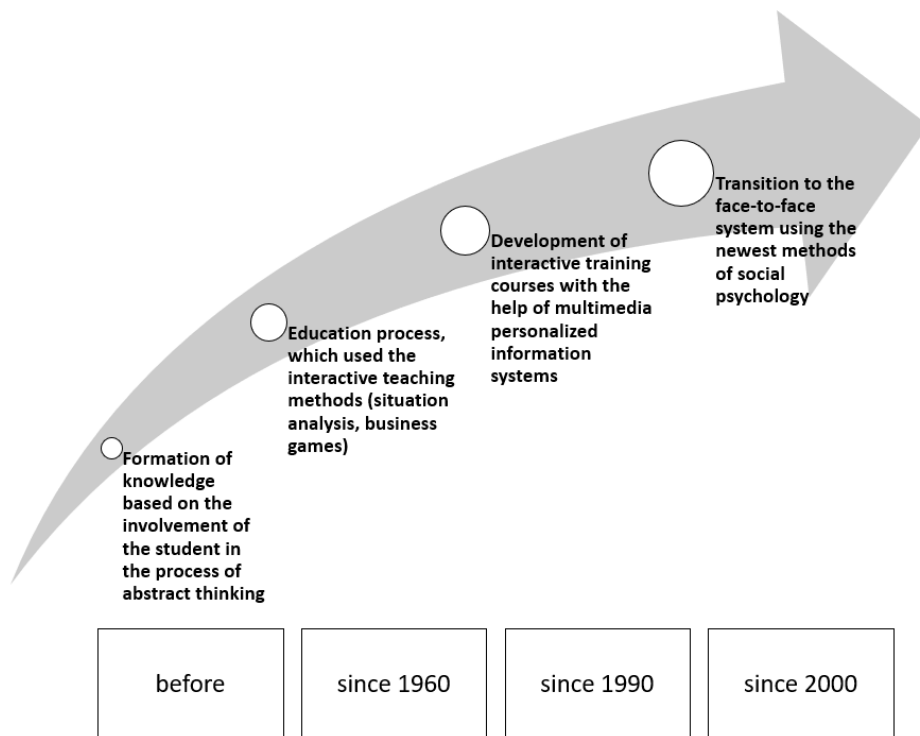 Transition to the
face-to-face
system using the
newest methods
of social
psychology
Development of
interactive training
courses with the
help of multimedia
personalized
information
systems
Education process,
which used the
interactive teaching
methods (situation
analysis, business
games)
Formation of
knowledge
based on the
involvement of
the student in
the process of
abstract thinking
before
since 1960
since 1990
since 2000